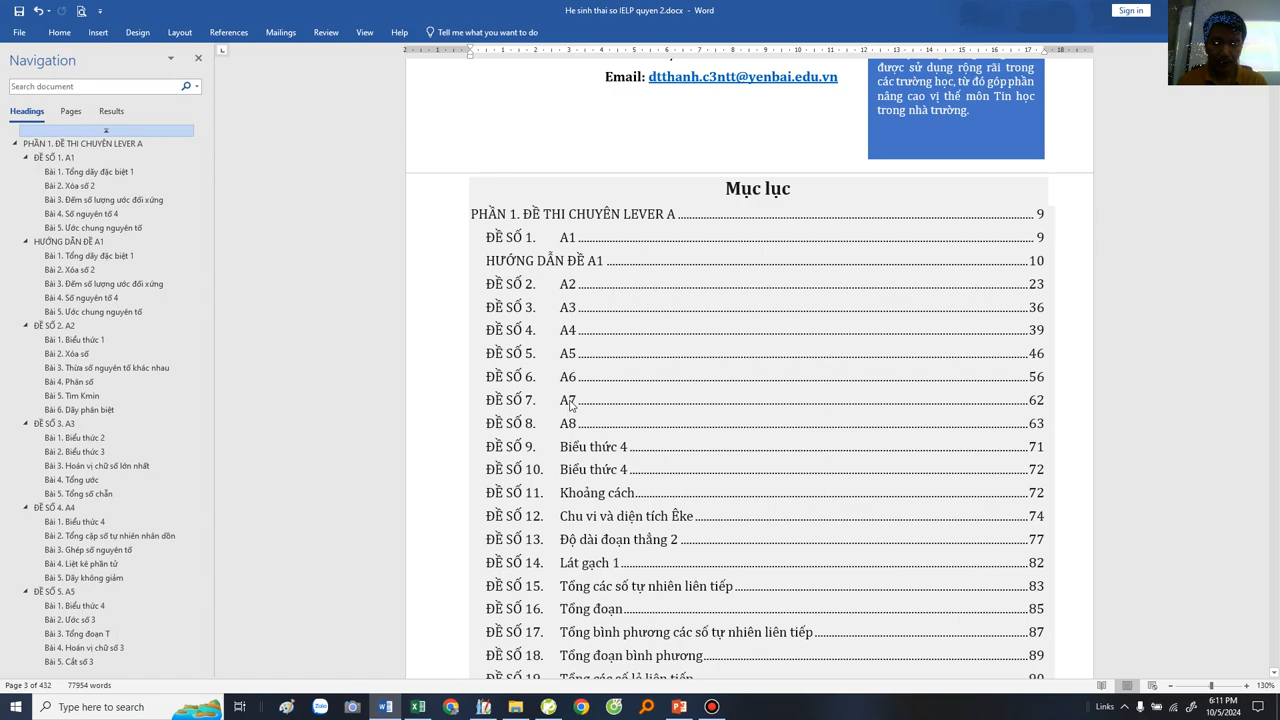 He sinh thai so IELP quyen 2.docx - Word
Sign in
File Home Insert Draw Design Layout References Mailings Review View Help Tell me what you want to do
Navigation
Search document
Headings Pages Results
PHẦN 1. ĐỀ THI CHUYÊN LEVER A
ĐỀ SỐ 1. A1
Bài 1. Tổng dãy đặc biệt 1
Bài 2. Xóa số 2
Bài 3. Đếm số lượng ước đối xứng
Bài 4. Số nguyên tố 4
Bài 5. Ước chung nguyên tố
HƯỚNG DẪN ĐỀ A1
Bài 1. Tổng dãy đặc biệt 1
Bài 2. Xóa số 2
Bài 3. Đếm số lượng ước đối xứng
Bài 4. Số nguyên tố 4
Bài 5. Ước chung nguyên tố
ĐỀ SỐ 2. A2
Bài 1. Biểu thức 1
Bài 2. Xóa số
Bài 3. Thừa số nguyên tố khác nhau
Bài 4. Phân số
Bài 5. Tìm Kmin
Bài 6. Dãy phân biệt
ĐỀ SỐ 3. A3
Bài 1. Biểu thức 2
Bài 2. Biểu thức 3
Bài 3. Hoán vị chữ số lớn nhất
Bài 4. Tổng ước
Bài 5. Tổng số chẵn
ĐỀ SỐ 4. A4
Bài 1. Biểu thức 4
Bài 2. Tổng cặp số tự nhiên nhân dồn
Bài 3. Ghép số nguyên tố
Bài 4. Liệt kê phần tử
Bài 5. Dãy không giảm
ĐỀ SỐ 5. A5
Bài 1. Biểu thức 4
Bài 2. Ước số 3
Bài 3. Tổng đoạn T
Bài 4. Hoán vị chữ số 3
Bài 5. Cắt số 3
Email: dtthanh.c3ntt@yenbai.edu.vn
được sử dụng rộng rãi trong
các trường học, từ đó góp phần
nâng cao vị thế môn Tin học
trong nhà trường.
Mục lục
PHẦN 1. ĐỀ THI CHUYÊN LEVER A 9
ĐỀ SỐ 1. A1 9
HƯỚNG DẪN ĐỀ A1 10
ĐỀ SỐ 2. A2 23
ĐỀ SỐ 3. A3 36
ĐỀ SỐ 4. A4 39
ĐỀ SỐ 5. A5 46
ĐỀ SỐ 6. A6 56
ĐỀ SỐ 7. A7 62
ĐỀ SỐ 8. A8 63
ĐỀ SỐ 9. Biểu thức 4 71
ĐỀ SỐ 10. Biểu thức 4 72
ĐỀ SỐ 11. Khoảng cách 72
ĐỀ SỐ 12. Chu vi và diện tích Êke 74
ĐỀ SỐ 13. Độ dài đoạn thẳng 2 77
ĐỀ SỐ 14. Lát gạch 1 82
ĐỀ SỐ 15. Tổng các số tự nhiên liên tiếp 83
ĐỀ SỐ 16. Tổng đoạn 85
ĐỀ SỐ 17. Tổng bình phương các số tự nhiên liên tiếp 87
ĐỀ SỐ 18. Tổng đoạn bình phương 89
ĐỀ SỐ 19. Tổng các số lẻ liên tiếp 90
Page 3 of 432 77954 words
130%
Type here to search
6:11 PM
6/5/2024